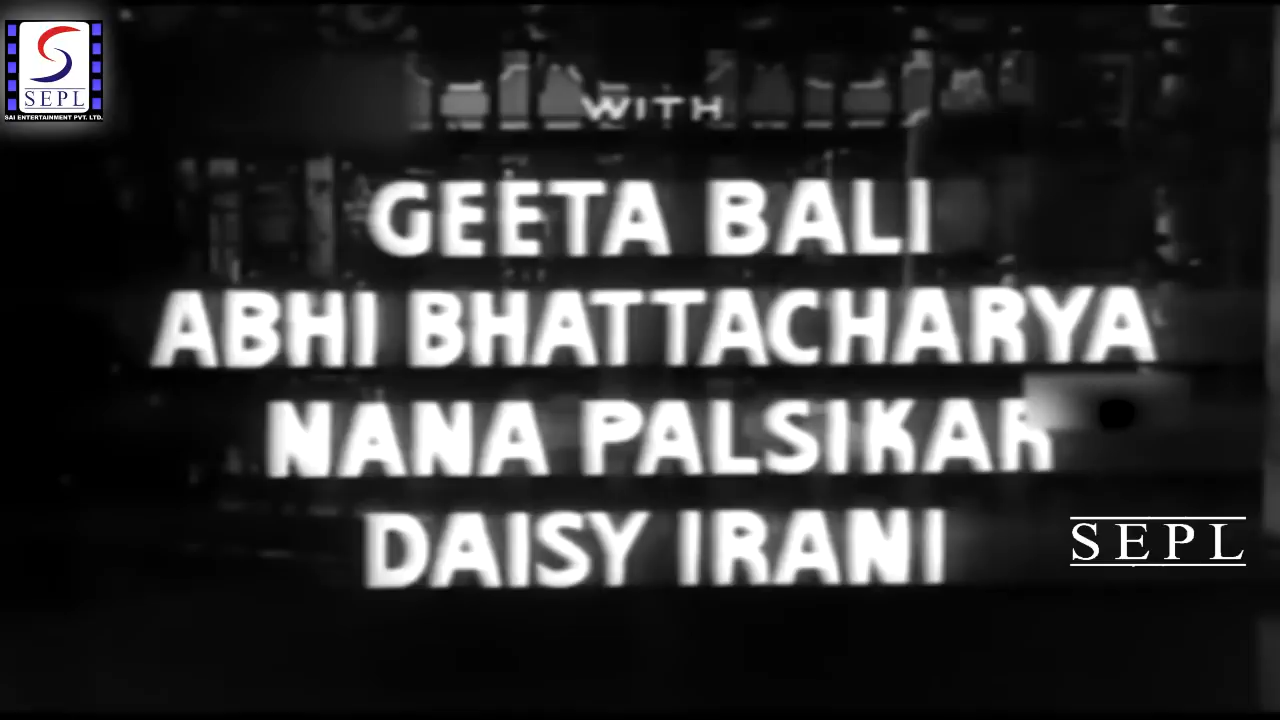 SEPL
SAI ENTERTAINMENT PVT. LTD.
WITH
GEETA BALI
ABHI BHATTACHARYA
NANA PALSIKAR
DAISY IRANI
SEPL